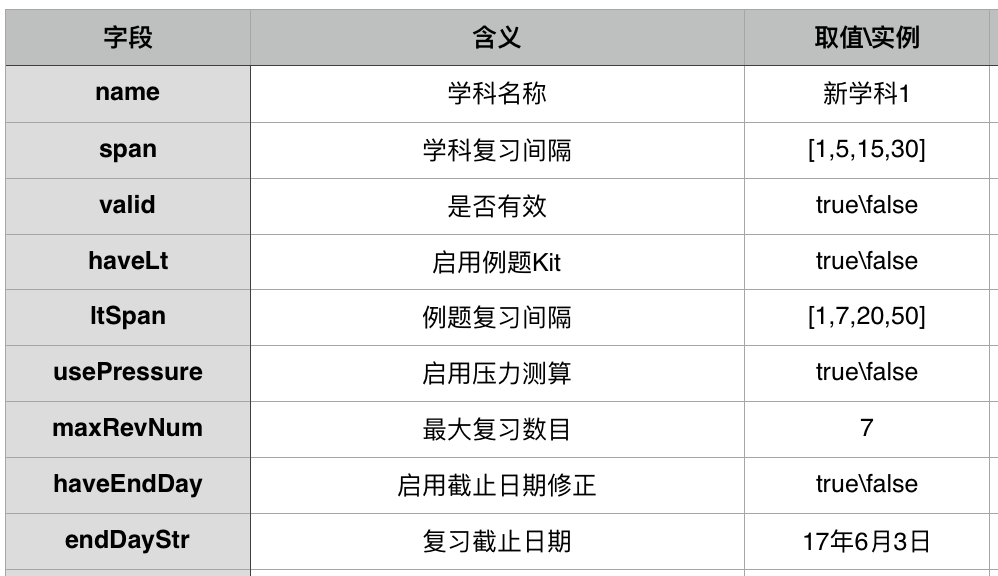 字段 含义 取值\实例
name 学科名称 新学科1
span 学科复习间隔 [1,5,15,30]
valid 是否有效 true\false
haveLt 启用例题Kit true\false
ltSpan 例题复习间隔 [1,7,20,50]
usePressure 启用压力测算 true\false
maxRevNum 最大复习数目 7
haveEndDay 启用截止日期修正 true\false
endDayStr 复习截止日期 17年6月3日